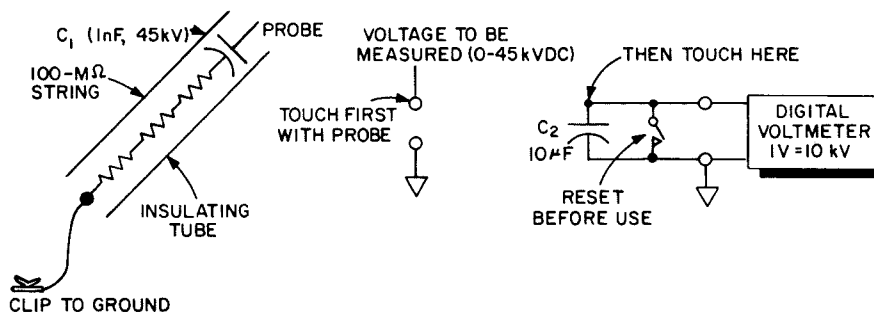 C₁ (1nF, 45kV)
PROBE
100-MΩ
STRING
INSULATING
TUBE
CLIP TO GROUND
VOLTAGE TO BE
MEASURED (0-45kVDC)
TOUCH FIRST
WITH PROBE
THEN TOUCH HERE
C₂
10μF
RESET
BEFORE USE
DIGITAL
VOLTMETER
1V=10 kV